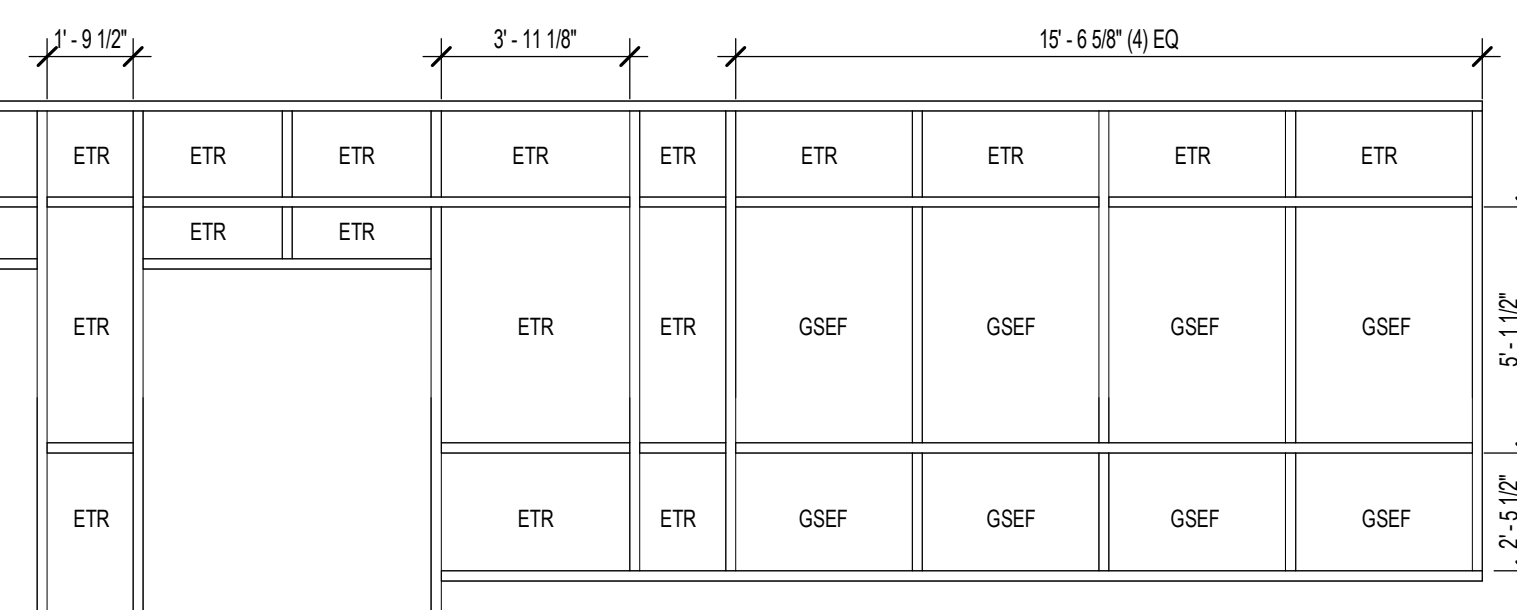 1' - 9 1/2" 3' - 11 1/8" 15' - 6 5/8" (4) EQ
ETR ETR ETR ETR ETR ETR ETR ETR ETR
ETR ETR
ETR ETR ETR GSEF GSEF GSEF GSEF
5' - 1 1/2"
ETR ETR ETR GSEF GSEF GSEF GSEF
2' - 5 1/2"